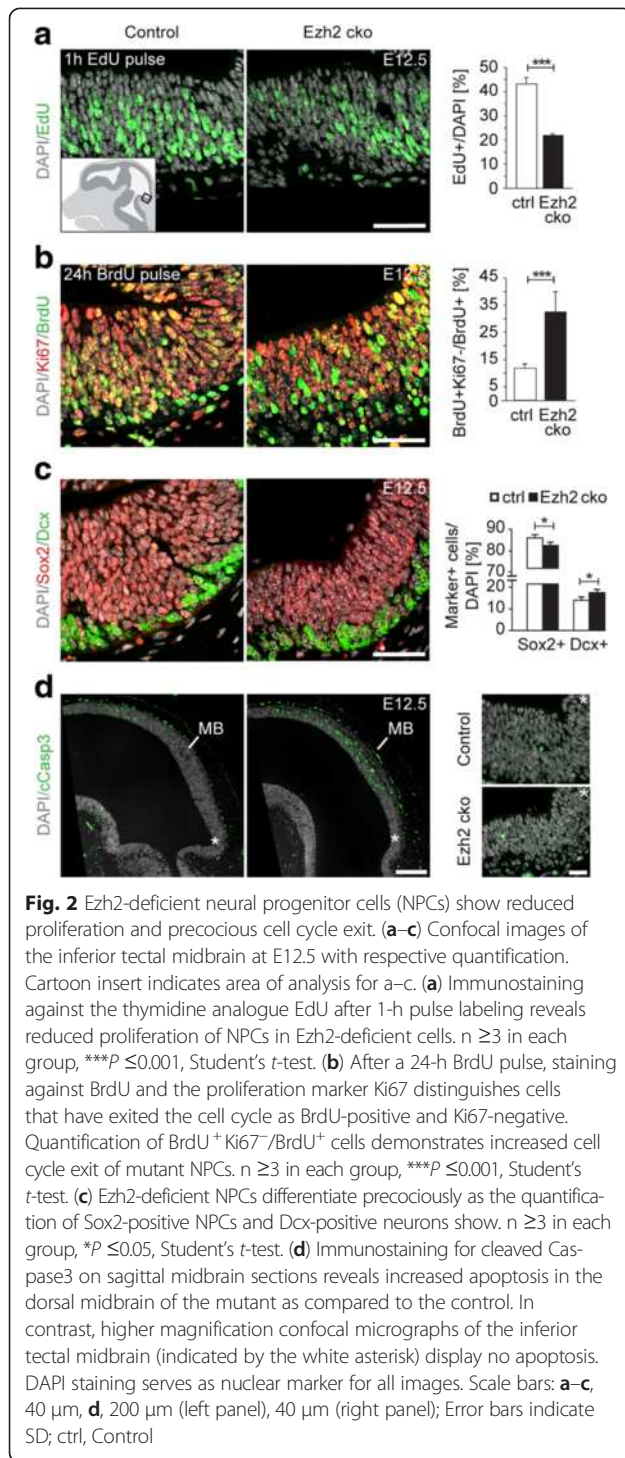 a
Control
Ezh2 cko
1h EdU pulse
E12.5
DAPI/EdU
EdU+/DAPI [%]
50
40
30
20
10
0
***
ctrl Ezh2
cko
b
24h BrdU pulse
E12.5
DAPI/Ki67/BrdU
BrdU+Ki67-/BrdU+ [%]
45
35
25
15
5
0
***
ctrl Ezh2
cko
c
E12.5
DAPI/Sox2/Dcx
□ ctrl ■ Ezh2 cko
Marker+ cells/
DAPI [%]
90
80
20
10
0
*
*
Sox2+ Dcx+
d
E12.5
DAPI/cCasp3
MB
*
MB
*
Control
*
Ezh2 cko
*
Fig. 2 Ezh2-deficient neural progenitor cells (NPCs) show reduced
proliferation and precocious cell cycle exit. (a–c) Confocal images of
the inferior tectal midbrain at E12.5 with respective quantification.
Cartoon insert indicates area of analysis for a–c. (a) Immunostaining
against the thymidine analogue EdU after 1-h pulse labeling reveals
reduced proliferation of NPCs in Ezh2-deficient cells. n ≥3 in each
group, ***P ≤0.001, Student's t-test. (b) After a 24-h BrdU pulse, staining
against BrdU and the proliferation marker Ki67 distinguishes cells
that have exited the cell cycle as BrdU-positive and Ki67-negative.
Quantification of BrdU⁺Ki67⁻/BrdU⁺ cells demonstrates increased cell
cycle exit of mutant NPCs. n ≥3 in each group, ***P ≤0.001, Student's
t-test. (c) Ezh2-deficient NPCs differentiate precociously as the quantifica-
tion of Sox2-positive NPCs and Dcx-positive neurons show. n ≥3 in each
group, *P ≤0.05, Student's t-test. (d) Immunostaining for cleaved Cas-
pase3 on sagittal midbrain sections reveals increased apoptosis in the
dorsal midbrain of the mutant as compared to the control. In
contrast, higher magnification confocal micrographs of the inferior
tectal midbrain (indicated by the white asterisk) display no apoptosis.
DAPI staining serves as nuclear marker for all images. Scale bars: a–c,
40 μm, d, 200 μm (left panel), 40 μm (right panel); Error bars indicate
SD; ctrl, Control